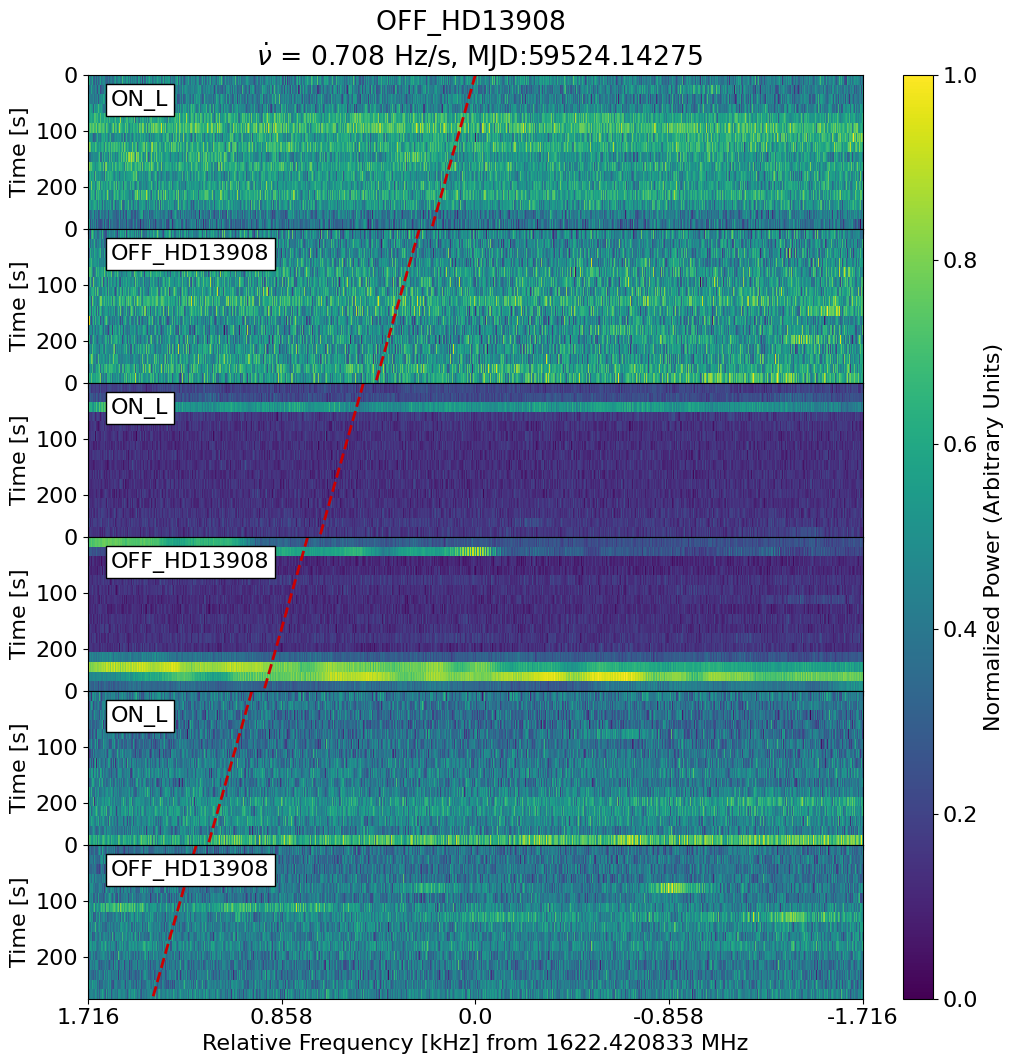 OFF_HD13908
ν̇ = 0.708 Hz/s, MJD:59524.14275
0
100
200
Time [s]
ON_L
0
100
200
Time [s]
OFF_HD13908
0
100
200
Time [s]
ON_L
0
100
200
Time [s]
OFF_HD13908
0
100
200
Time [s]
ON_L
0
100
200
Time [s]
OFF_HD13908
1.716 0.858 0.0 -0.858 -1.716
Relative Frequency [kHz] from 1622.420833 MHz
1.0
0.8
0.6
0.4
0.2
0.0
Normalized Power (Arbitrary Units)